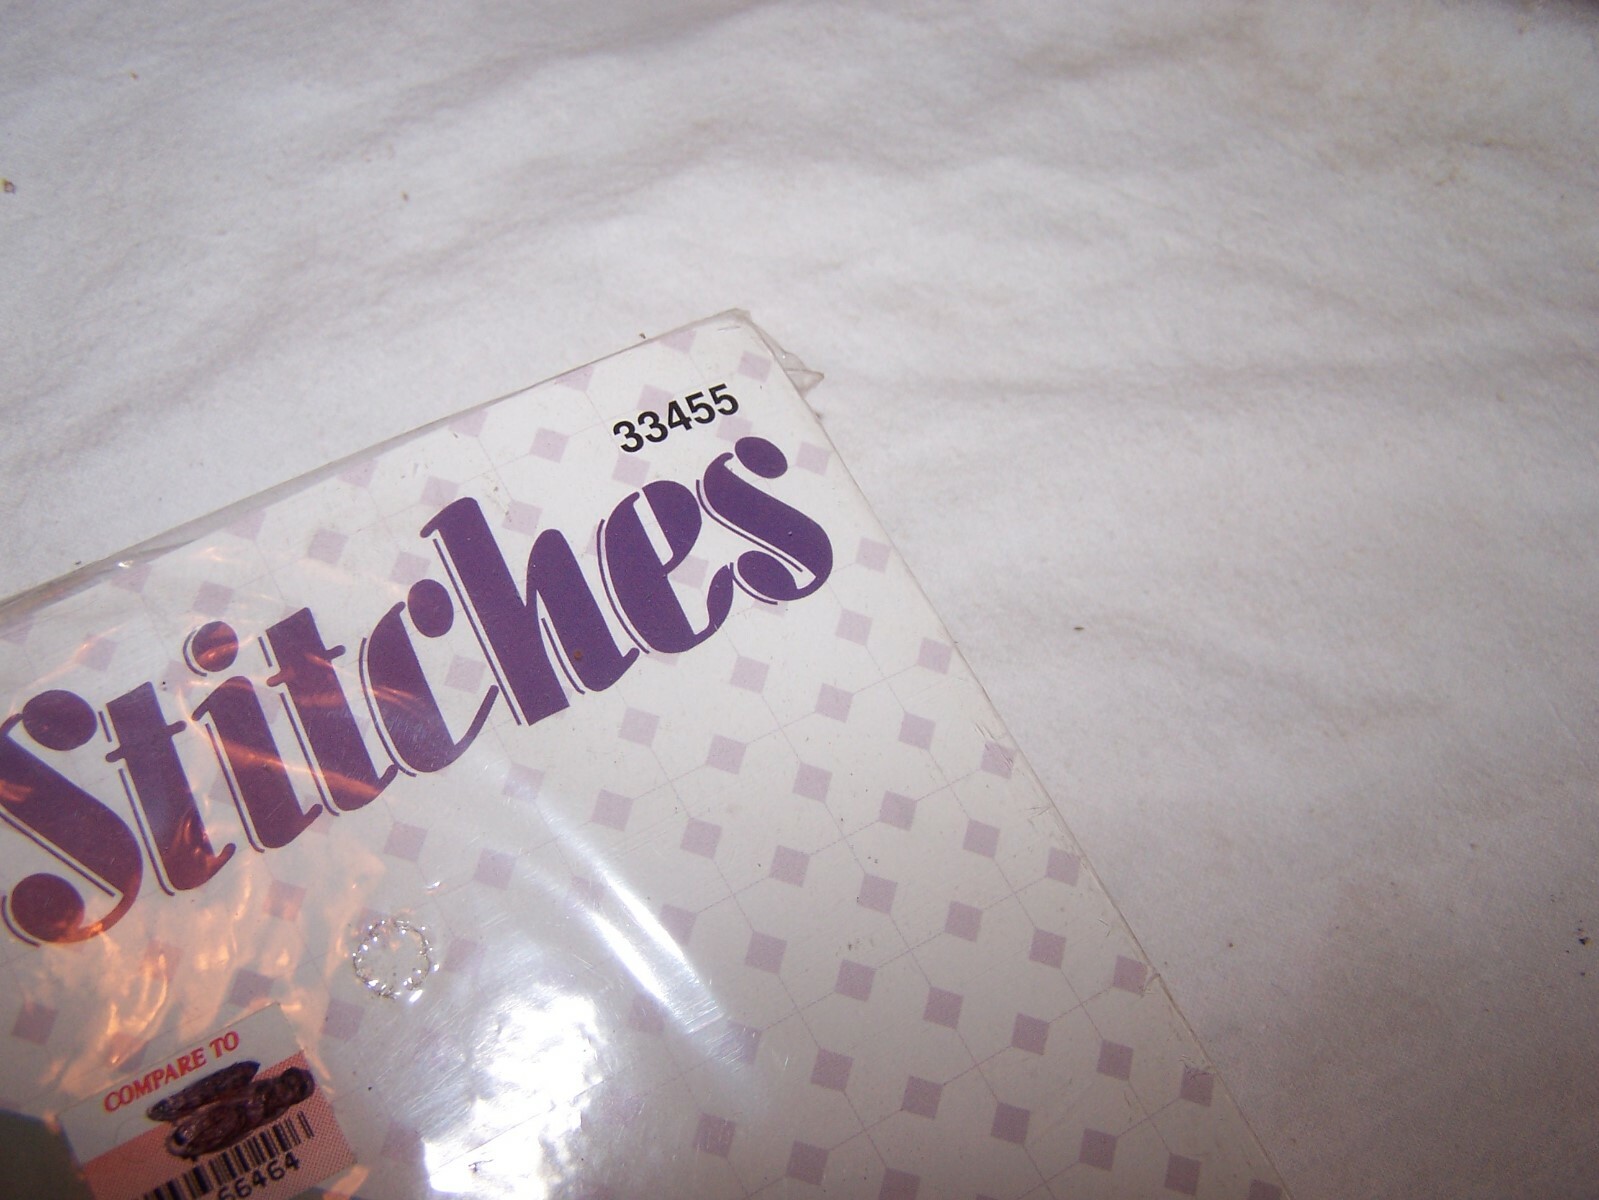 33455
Stitches
COMPARE TO
66464